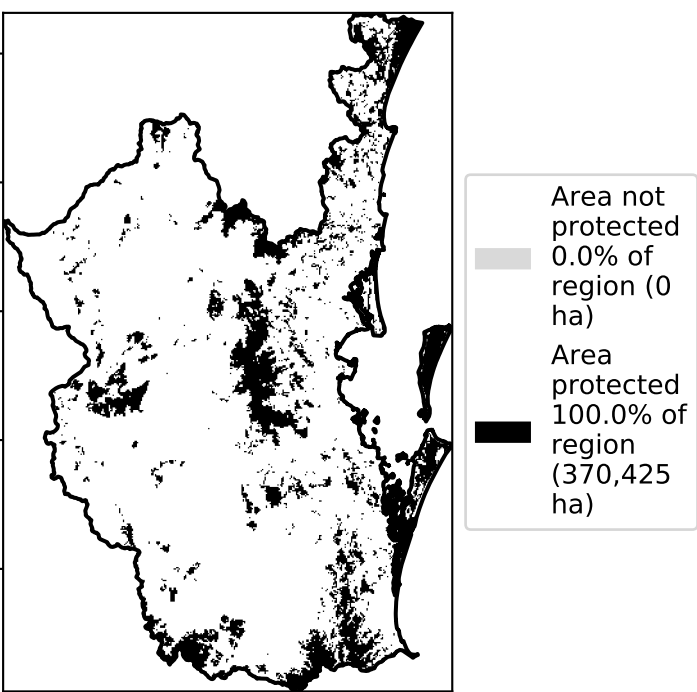 Area not
protected
0.0% of
region (0
ha)
Area
protected
100.0% of
region
(370,425
ha)